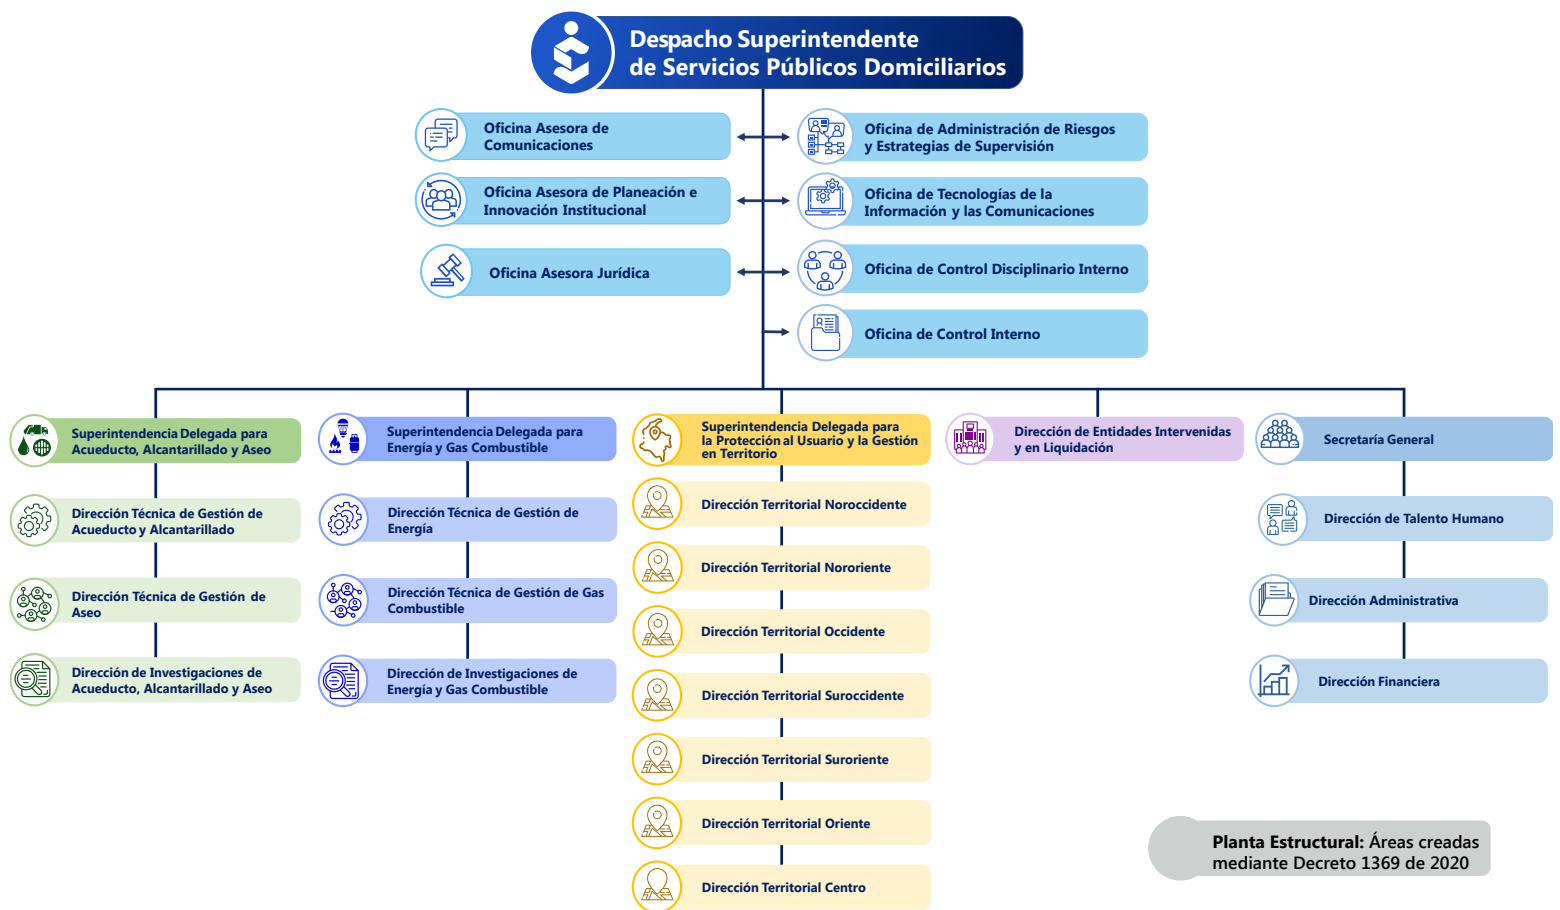 Despacho Superintendente
de Servicios Públicos Domiciliarios
Oficina Asesora de
Comunicaciones
Oficina de Administración de Riesgos
y Estrategias de Supervisión
Oficina Asesora de Planeación e
Innovación Institucional
Oficina de Tecnologías de la
Información y las Comunicaciones
Oficina Asesora Jurídica
Oficina de Control Disciplinario Interno
Oficina de Control Interno
Superintendencia Delegada para
Acueducto, Alcantarillado y Aseo
Dirección Técnica de Gestión de
Acueducto y Alcantarillado
Dirección Técnica de Gestión de
Aseo
Dirección de Investigaciones de
Acueducto, Alcantarillado y Aseo
Superintendencia Delegada para
Energía y Gas Combustible
Dirección Técnica de Gestión de
Energía
Dirección Técnica de Gestión de Gas
Combustible
Dirección de Investigaciones de
Energía y Gas Combustible
Superintendencia Delegada para
la Protección al Usuario y la Gestión
en Territorio
Dirección Territorial Noroccidente
Dirección Territorial Nororiente
Dirección Territorial Occidente
Dirección Territorial Suroccidente
Dirección Territorial Suroriente
Dirección Territorial Oriente
Dirección Territorial Centro
Dirección de Entidades Intervenidas
y en Liquidación
Secretaría General
Dirección de Talento Humano
Dirección Administrativa
Dirección Financiera
Planta Estructural: Áreas creadas
mediante Decreto 1369 de 2020